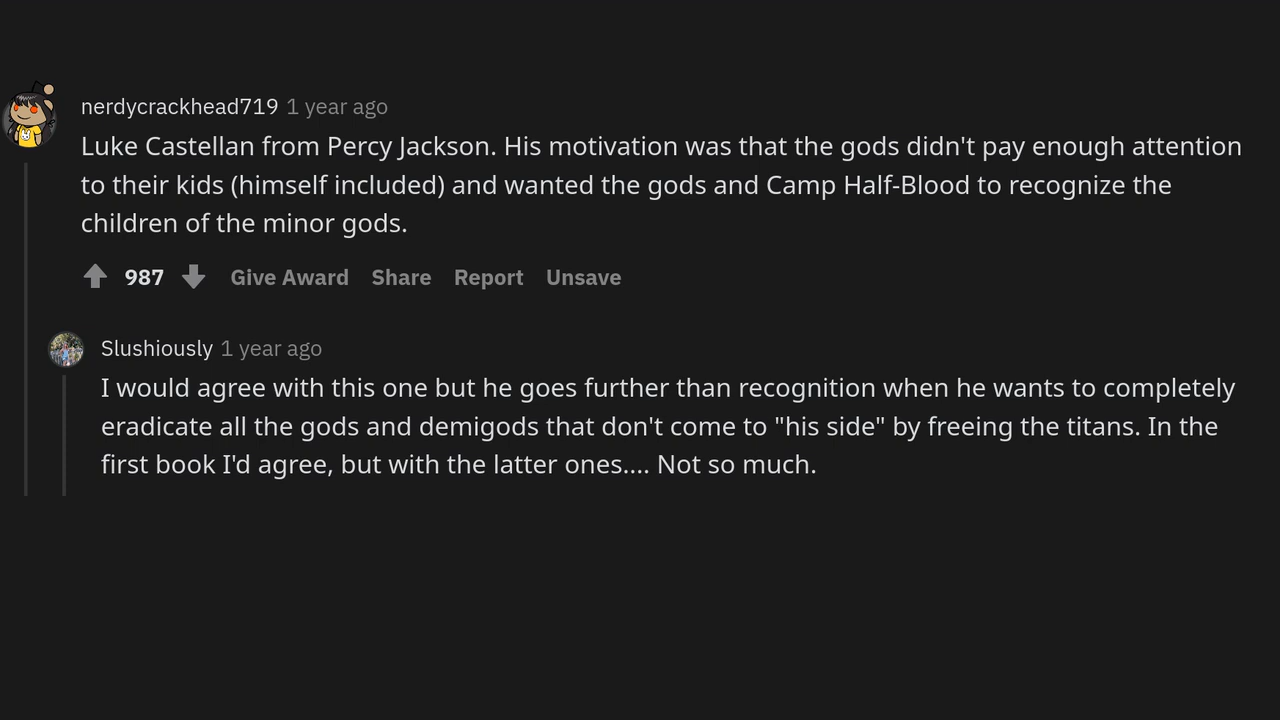 nerdycrackhead719 1 year ago
Luke Castellan from Percy Jackson. His motivation was that the gods didn't pay enough attention
to their kids (himself included) and wanted the gods and Camp Half-Blood to recognize the
children of the minor gods.
987 Give Award Share Report Unsave
Slushiously 1 year ago
I would agree with this one but he goes further than recognition when he wants to completely
eradicate all the gods and demigods that don't come to "his side" by freeing the titans. In the
first book I'd agree, but with the latter ones.... Not so much.